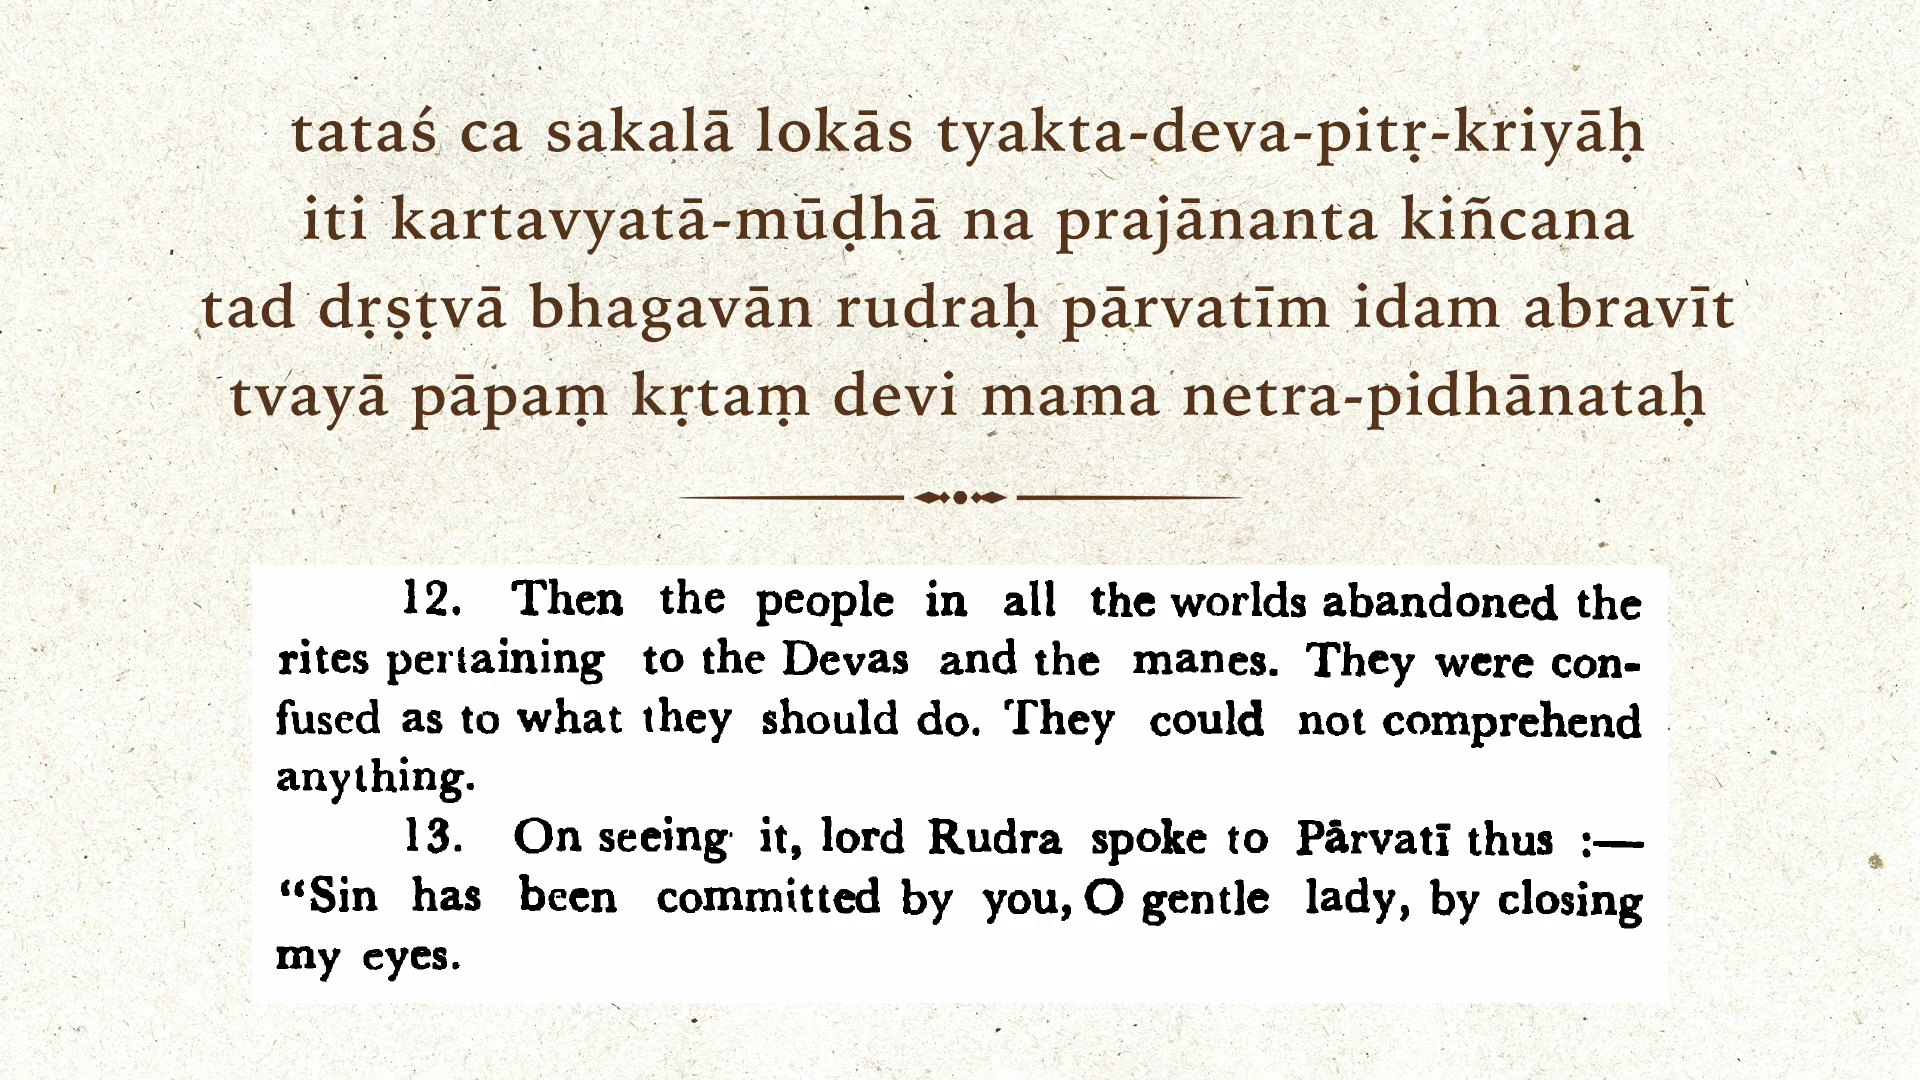 tataś ca sakalā lokās tyakta-deva-pitṛ-kriyāḥ
iti kartavyatā-mūḍhā na prajānanta kiñcana
tad dṛṣṭvā bhagavān rudraḥ pārvatīm idam abravīt
tvayā pāpaṃ kṛtaṃ devi mama netra-pidhānataḥ
12. Then the people in all the worlds abandoned the
rites pertaining to the Devas and the manes. They were con-
fused as to what they should do. They could not comprehend
anything.
13. On seeing it, lord Rudra spoke to Pārvatī thus :—
“Sin has been committed by you, O gentle lady, by closing
my eyes.